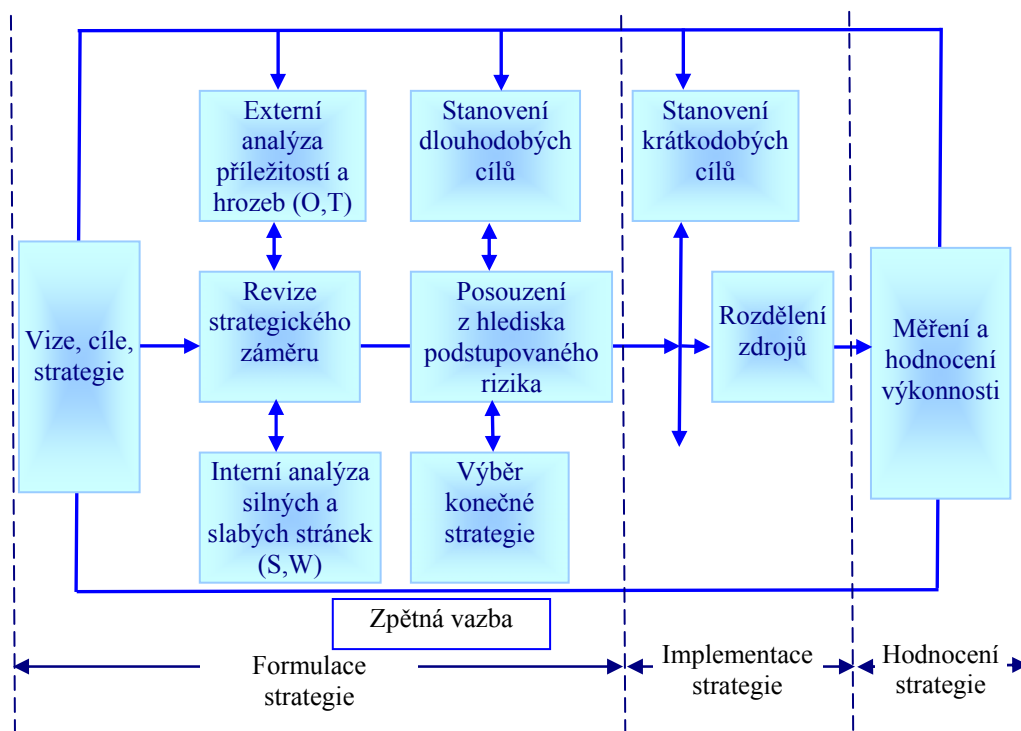 Externí
analýza
příležitostí a
hrozeb (O,T)
Stanovení
dlouhodobých
cílů
Stanovení
krátkodobých
cílů
Vize, cíle,
strategie
Revize
strategického
záměru
Posouzení
z hlediska
podstupovaného
rizika
Rozdělení
zdrojů
Měření a
hodnocení
výkonnosti
Interní analýza
silných a
slabých stránek
(S,W)
Výběr
konečné
strategie
Zpětná vazba
Formulace
strategie
Implementace
strategie
Hodnocení
strategie